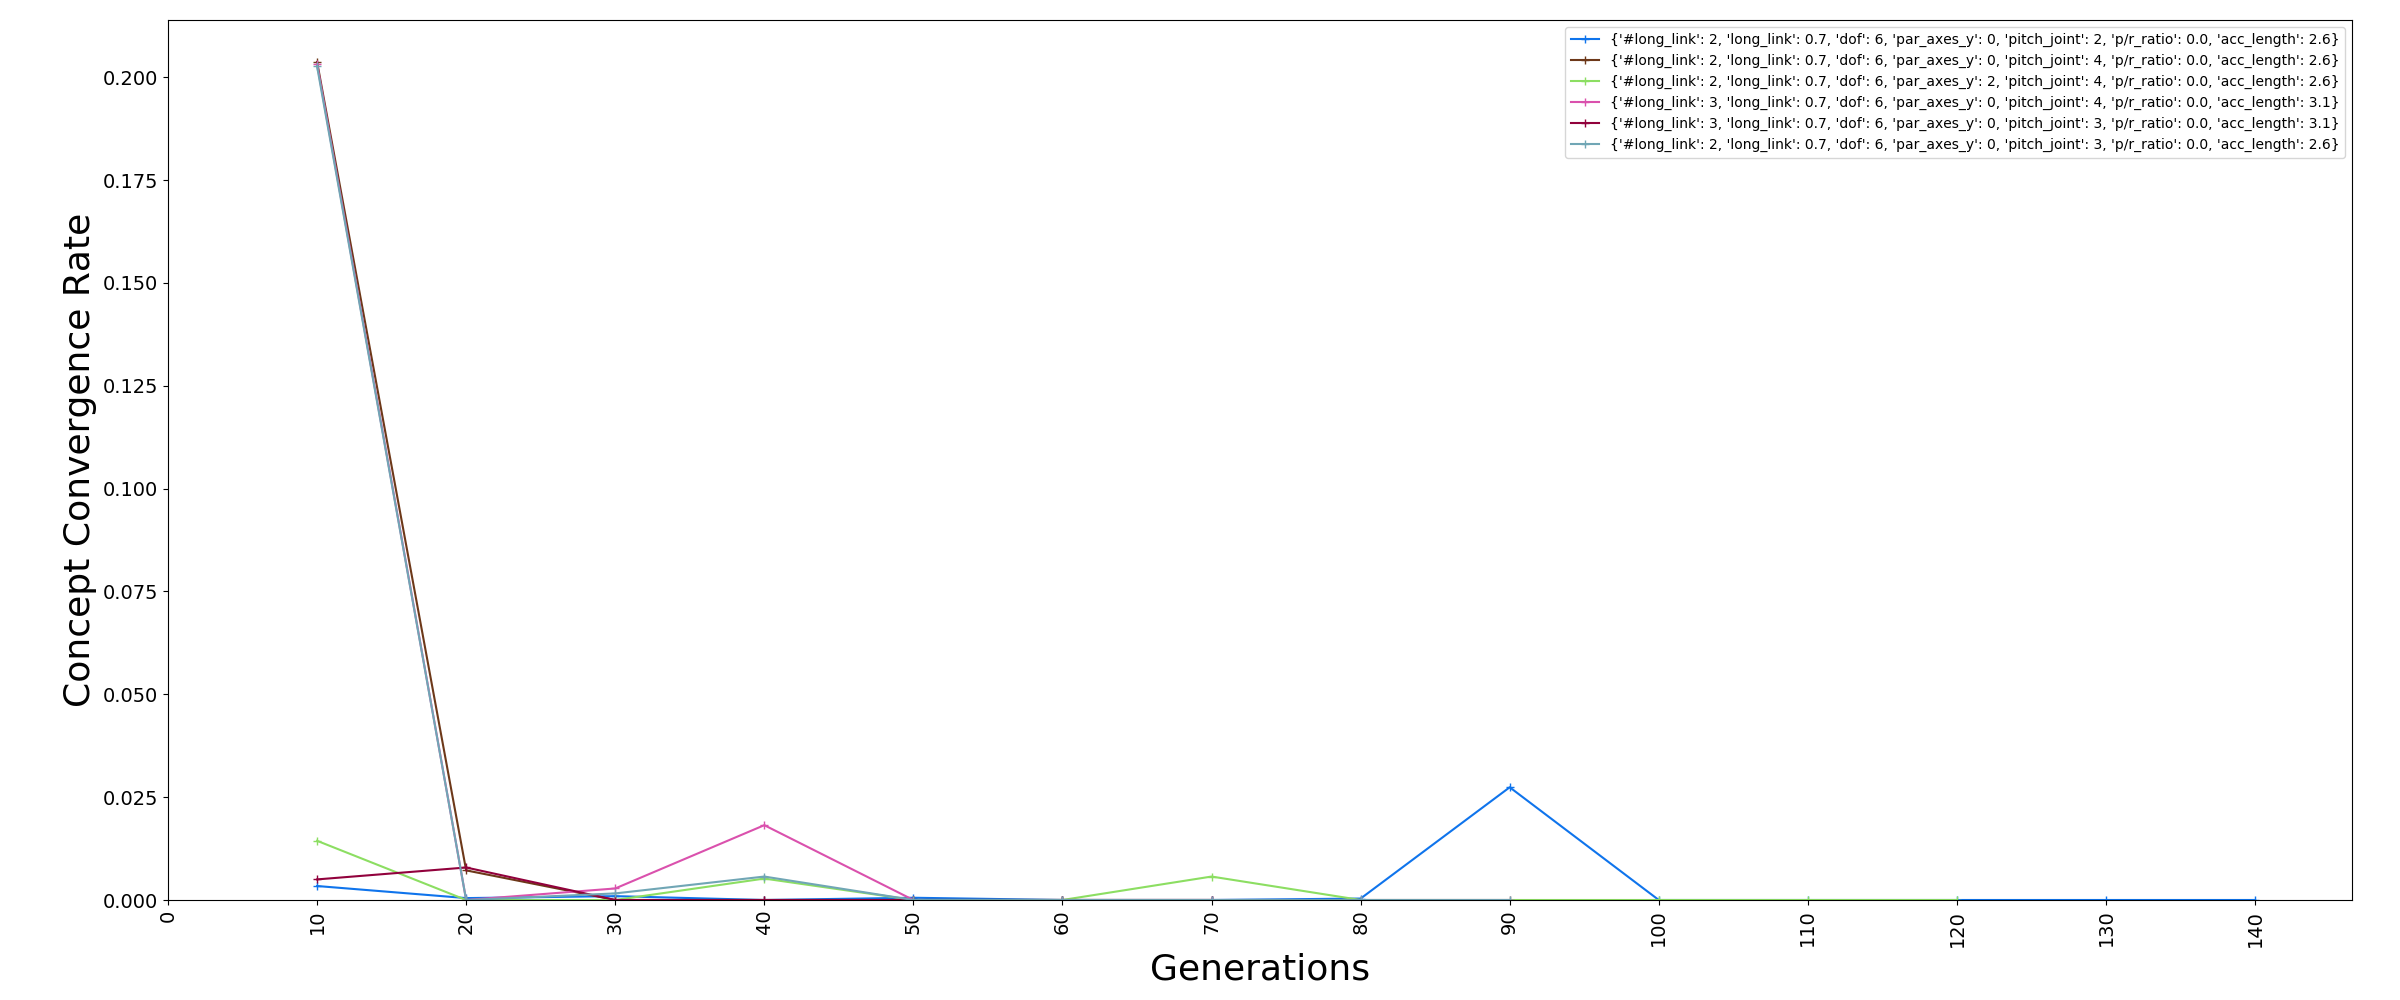 {'#long_link': 2, 'long_link': 0.7, 'dof': 6, 'par_axes_y': 0, 'pitch_joint': 2, 'p/r_ratio': 0.0, 'acc_length': 2.6}
{'#long_link': 2, 'long_link': 0.7, 'dof': 6, 'par_axes_y': 0, 'pitch_joint': 4, 'p/r_ratio': 0.0, 'acc_length': 2.6}
{'#long_link': 2, 'long_link': 0.7, 'dof': 6, 'par_axes_y': 2, 'pitch_joint': 4, 'p/r_ratio': 0.0, 'acc_length': 2.6}
{'#long_link': 3, 'long_link': 0.7, 'dof': 6, 'par_axes_y': 0, 'pitch_joint': 4, 'p/r_ratio': 0.0, 'acc_length': 3.1}
{'#long_link': 3, 'long_link': 0.7, 'dof': 6, 'par_axes_y': 0, 'pitch_joint': 3, 'p/r_ratio': 0.0, 'acc_length': 3.1}
{'#long_link': 2, 'long_link': 0.7, 'dof': 6, 'par_axes_y': 0, 'pitch_joint': 3, 'p/r_ratio': 0.0, 'acc_length': 2.6}
Concept Convergence Rate
0.200
0.175
0.150
0.125
0.100
0.075
0.050
0.025
0.000
0 10 20 30 40 50 60 70 80 90 100 110 120 130 140
Generations